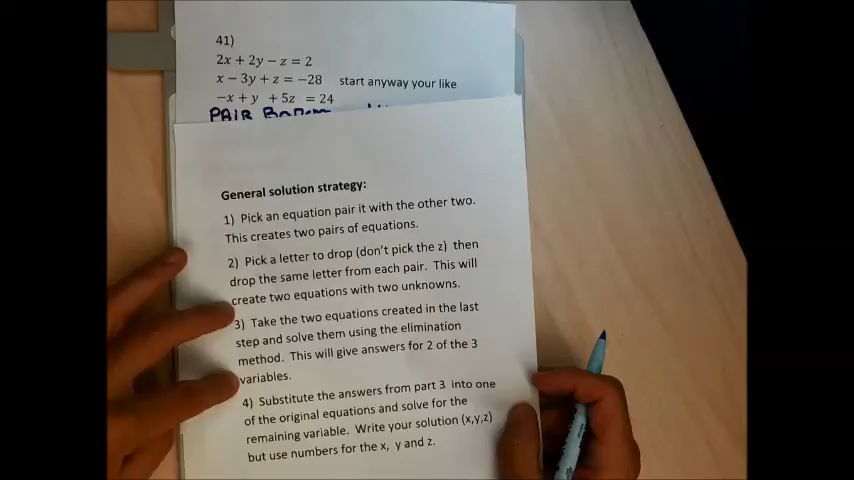 41)
2x + 2y − z = 2
x − 3y + z = −28 start anyway your like
−x + y + 5z = 24
PAIR
General solution strategy:
1) Pick an equation pair it with the other two.
This creates two pairs of equations.
2) Pick a letter to drop (don't pick the z) then
drop the same letter from each pair. This will
create two equations with two unknowns.
3) Take the two equations created in the last
step and solve them using the elimination
method. This will give answers for 2 of the 3
variables.
4) Substitute the answers from part 3 into one
of the original equations and solve for the
remaining variable. Write your solution (x,y,z)
but use numbers for the x, y and z.